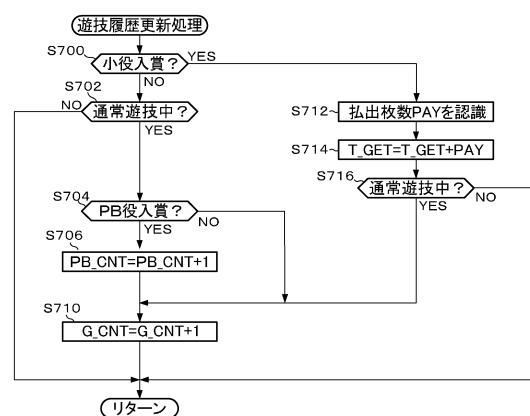 遊技履歴更新処理
S700
小役入賞？
YES
NO
S702
NO
通常遊技中？
YES
S712
払出枚数PAYを認識
S714
T_GET=T_GET+PAY
S716
通常遊技中？
NO
YES
S704
PB役入賞？
NO
YES
S706
PB_CNT=PB_CNT+1
S710
G_CNT=G_CNT+1
リターン